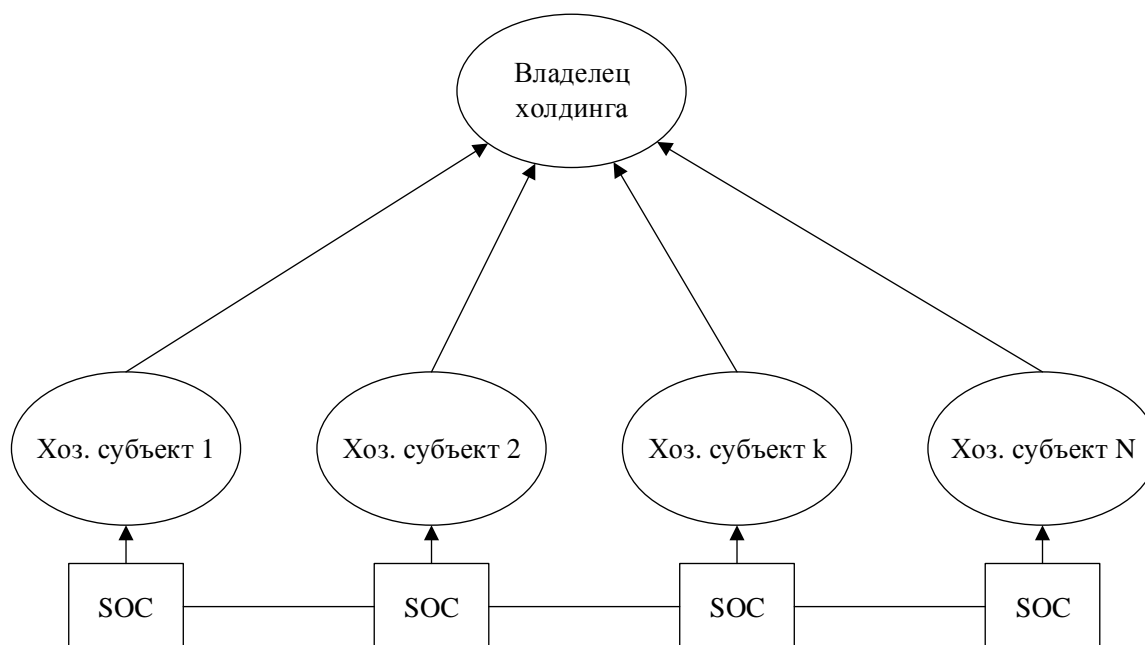 Владелец
холдинга
Хоз. субъект 1
Хоз. субъект 2
Хоз. субъект k
Хоз. субъект N
SOC
SOC
SOC
SOC